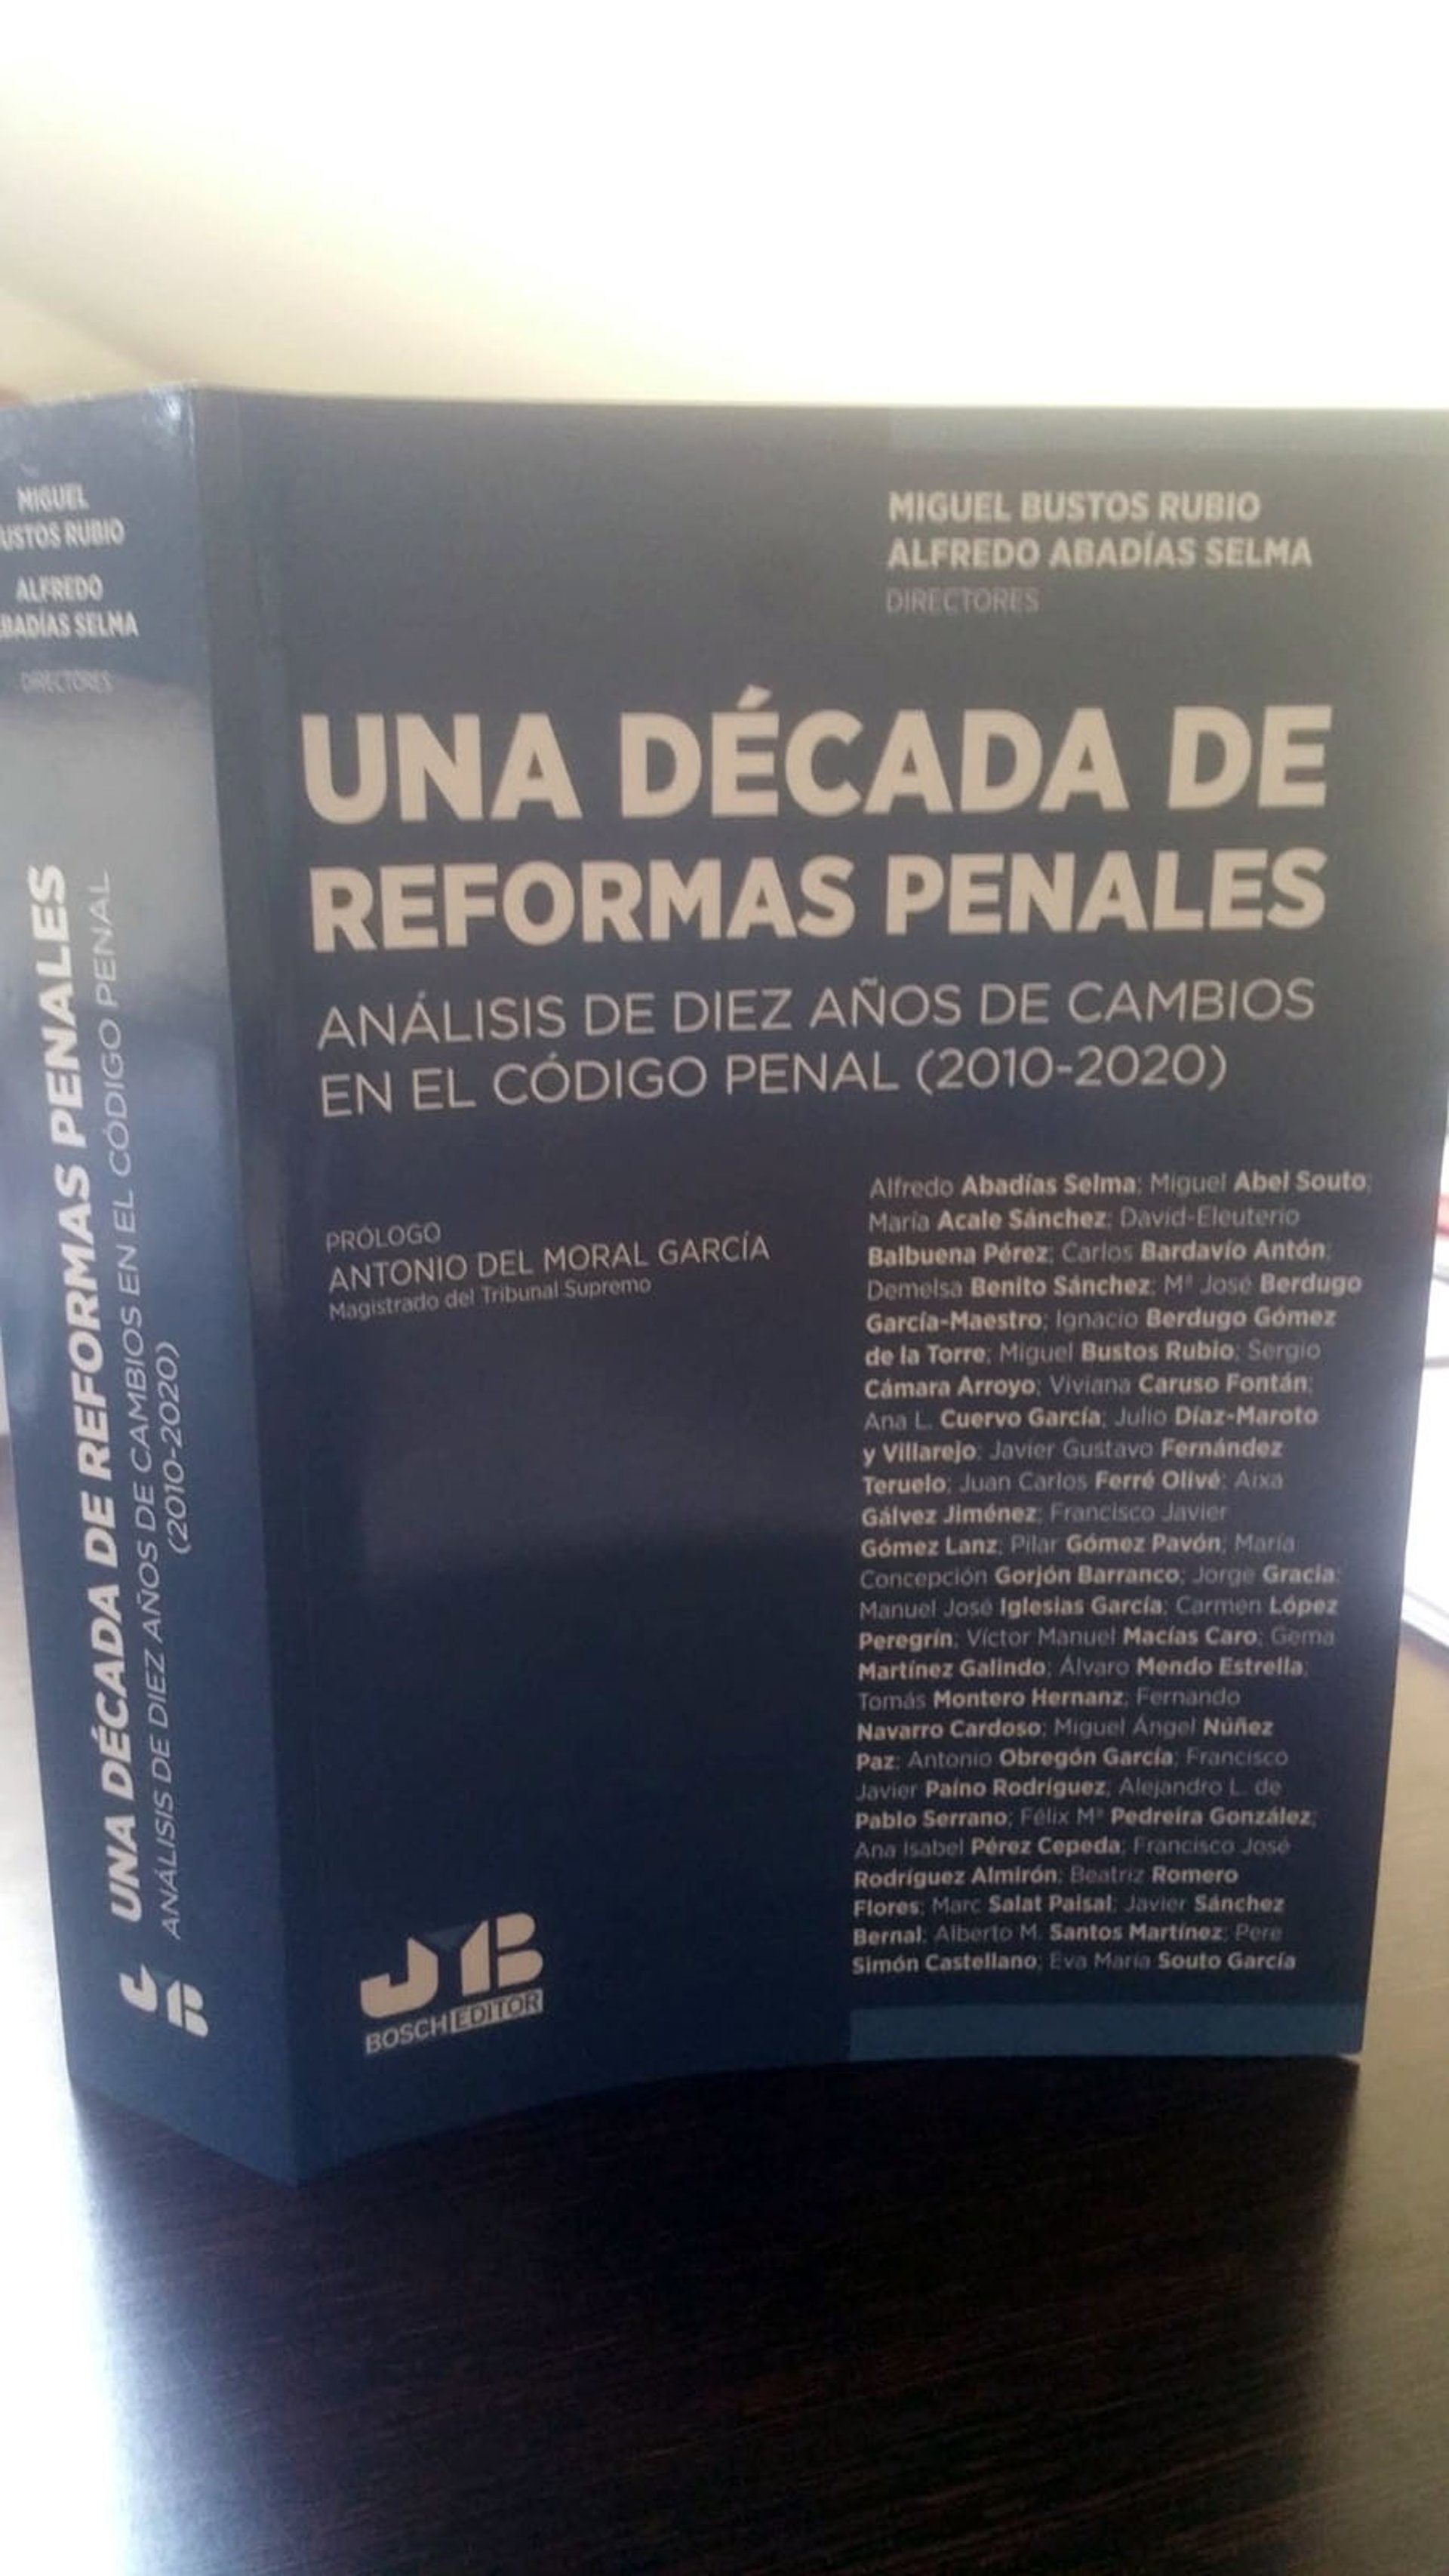 MIGUEL
USTOS RUBIO
ALFREDO
BADÍAS SELMA
DIRECTORES
UNA DÉCADA DE REFORMAS PENALES
ANÁLISIS DE DIEZ AÑOS DE CAMBIOS EN EL CÓDIGO PENAL
(2010-2020)
JYB
MIGUEL BUSTOS RUBIO
ALFREDO ABADÍAS SELMA
DIRECTORES
UNA DÉCADA DE
REFORMAS PENALES
ANÁLISIS DE DIEZ AÑOS DE CAMBIOS
EN EL CÓDIGO PENAL (2010-2020)
PRÓLOGO
ANTONIO DEL MORAL GARCÍA
Magistrado del Tribunal Supremo
Alfredo Abadías Selma; Miguel Abel Souto;
María Acale Sánchez; David-Eleuterio
Balbuena Pérez; Carlos Bardavío Antón;
Demelsa Benito Sánchez; Mª José Berdugo
García-Maestro; Ignacio Berdugo Gómez
de la Torre; Miguel Bustos Rubio; Sergio
Cámara Arroyo; Viviana Caruso Fontán;
Ana L. Cuervo García; Julio Díaz-Maroto
y Villarejo; Javier Gustavo Fernández
Teruelo; Juan Carlos Ferré Olivé; Aixa
Gálvez Jiménez; Francisco Javier
Gómez Lanz; Pilar Gómez Pavón; María
Concepción Gorjón Barranco; Jorge Gracia;
Manuel José Iglesias García; Carmen López
Peregrín; Víctor Manuel Macías Caro; Gema
Martínez Galindo; Álvaro Mendo Estrella;
Tomás Montero Hernanz; Fernando
Navarro Cardoso; Miguel Ángel Núñez
Paz; Antonio Obregón García; Francisco
Javier Paíno Rodríguez; Alejandro L. de
Pablo Serrano; Félix Mª Pedreira González;
Ana Isabel Pérez Cepeda; Francisco José
Rodríguez Almirón; Beatriz Romero
Flores; Marc Salat Paisal; Javier Sánchez
Bernal; Alberto M. Santos Martínez; Pere
Simón Castellano; Eva María Souto García
JYB
BOSCH EDITOR